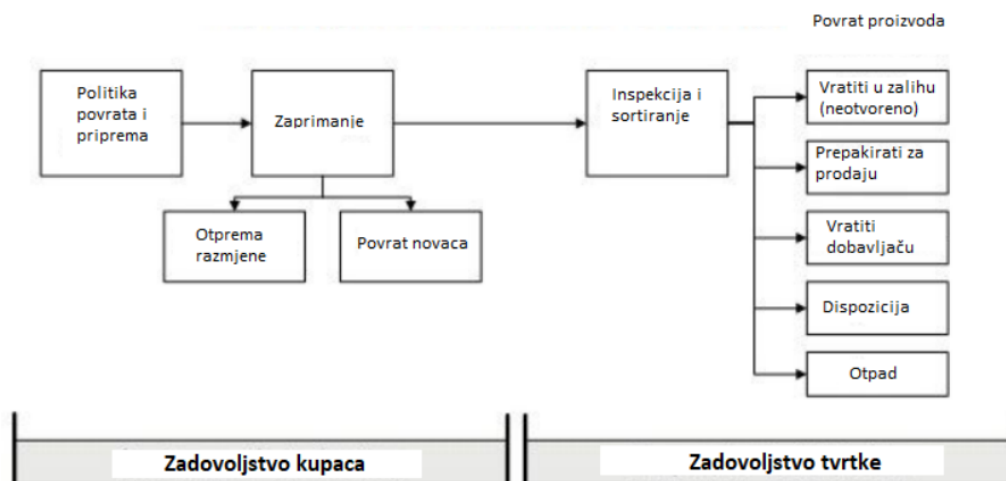 Povrat proizvoda
Politika
povrata i
priprema
Zaprimanje
Inspekcija i
sortiranje
Vratiti u zalihu
(neotvoreno)
Prepakirati za
prodaju
Vratiti
dobavljaču
Dispozicija
Otpad
Otprema
razmjene
Povrat novaca
Zadovoljstvo kupaca
Zadovoljstvo tvrtke